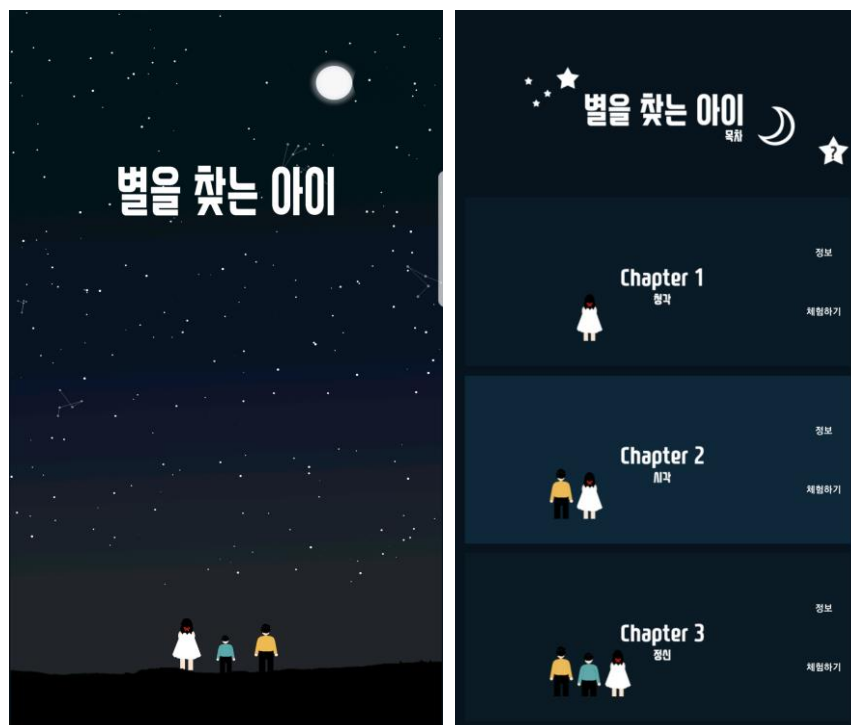 별을 찾는 아이
별을 찾는 아이
목차
?
Chapter 1
청각
정보
체험하기
Chapter 2
시각
정보
체험하기
Chapter 3
정신
정보
체험하기